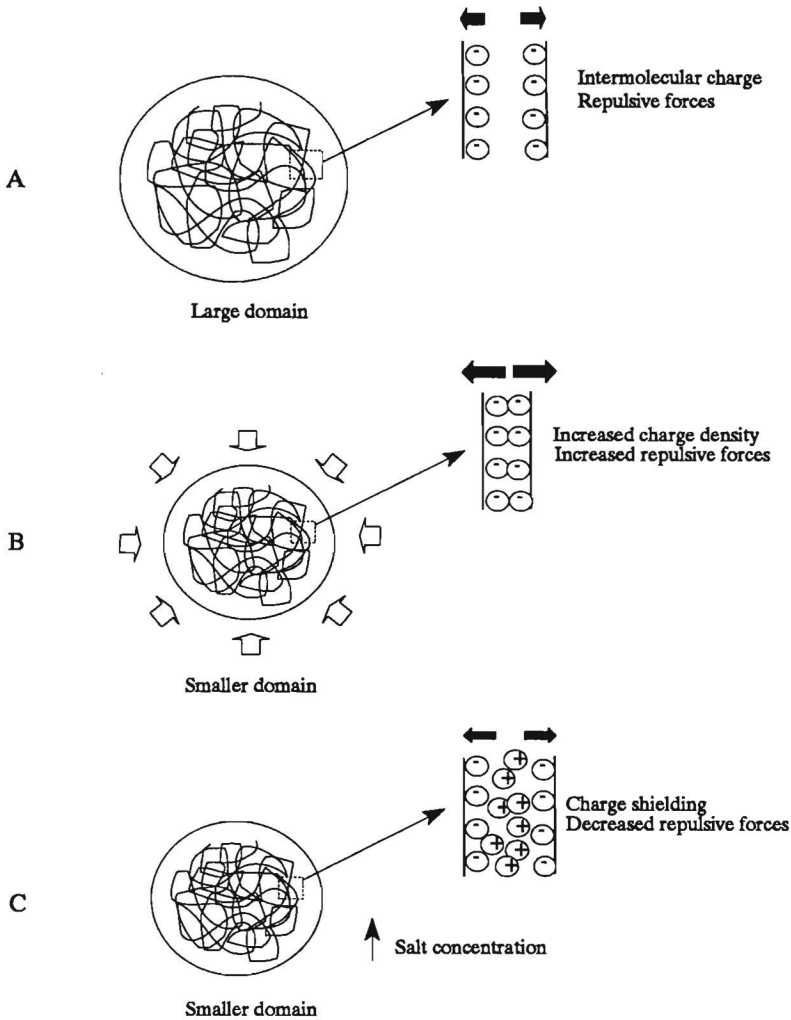 Intermolecular charge
Repulsive forces
A
Large domain
Increased charge density
Increased repulsive forces
B
Smaller domain
Charge shielding
Decreased repulsive forces
C
Salt concentration
Smaller domain